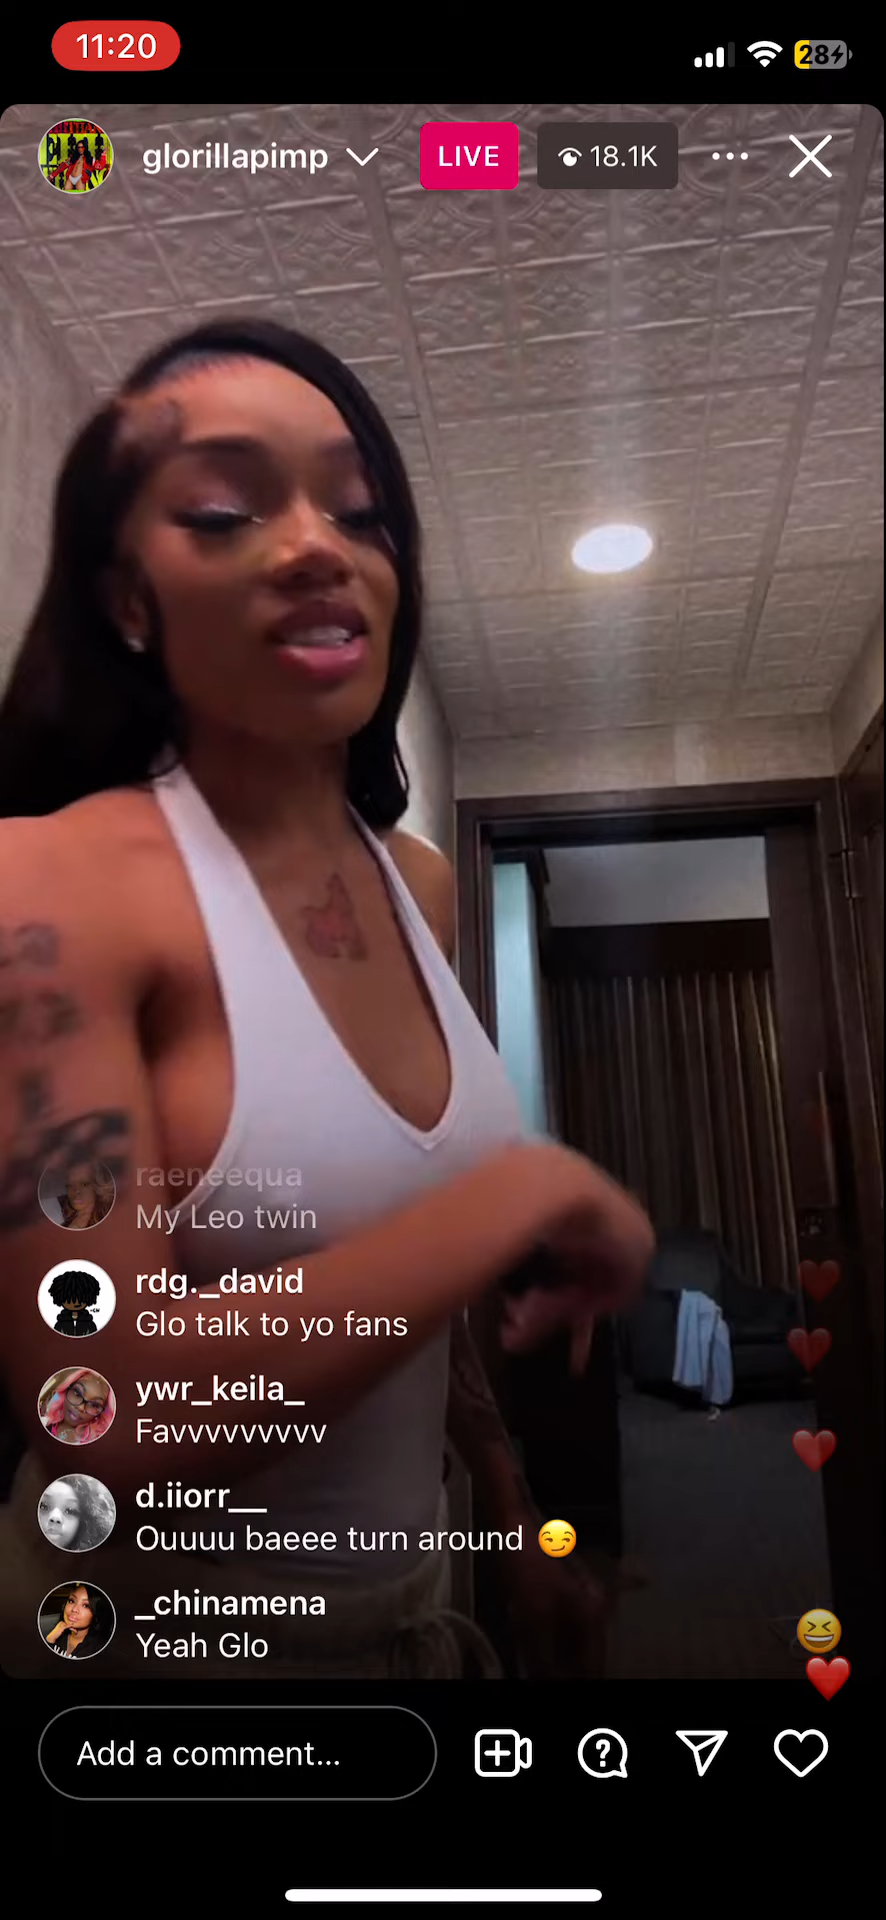 11:20
28
glorillapimp
LIVE
18.1K
raeneequa
My Leo twin
rdg._david
Glo talk to yo fans
ywr_keila_
Favvvvvvvvv
d.iiorr__
Ouuuu baeee turn around 😏
_chinamena
Yeah Glo
Add a comment...